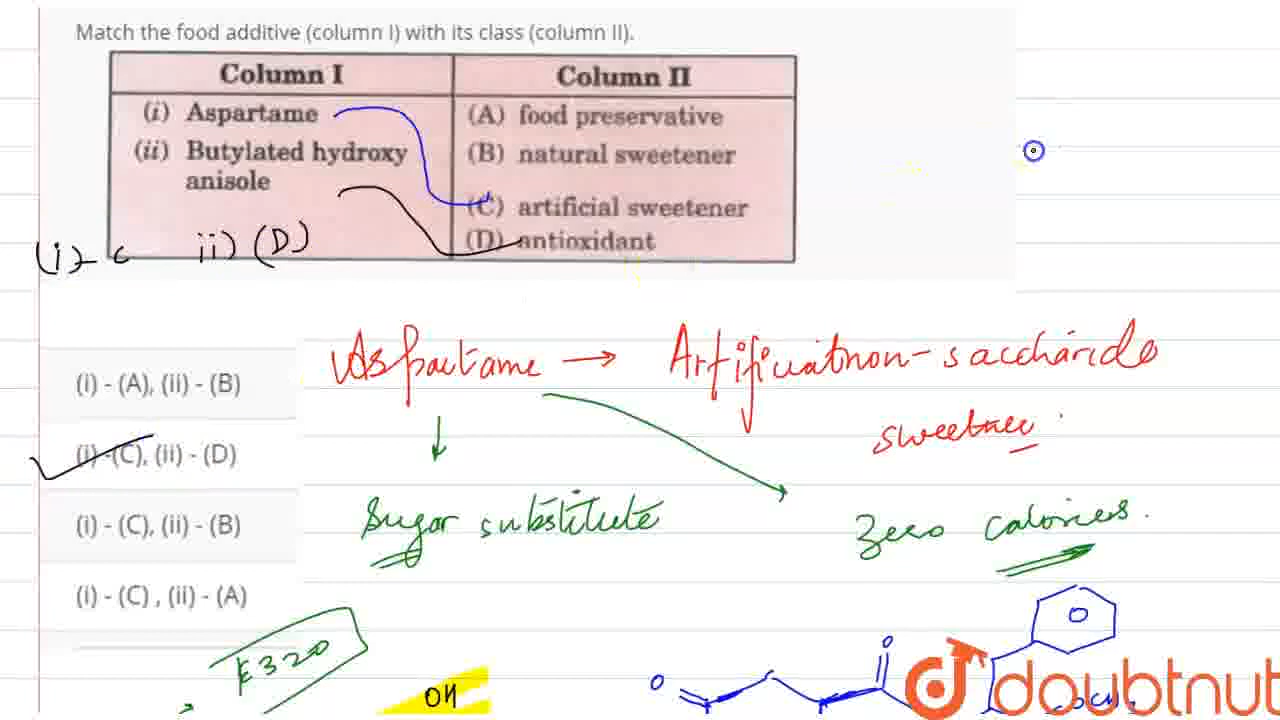 Match the food additive (column I) with its class (column II).
Column I Column II
(i) Aspartame (A) food preservative
(ii) Butylated hydroxy (B) natural sweetener
anisole
(C) artificial sweetener
(D) antioxidant
(i)- C ii) (D)
Aspartame → Artificial non-saccharide
sweetner
(i) - (A), (ii) - (B)
(i) -(C), (ii) - (D)
Sugar substitute Zero calories.
(i) - (C), (ii) - (B)
(i) - (C) , (ii) - (A)
E320
O
O
O
OH
doubtnut